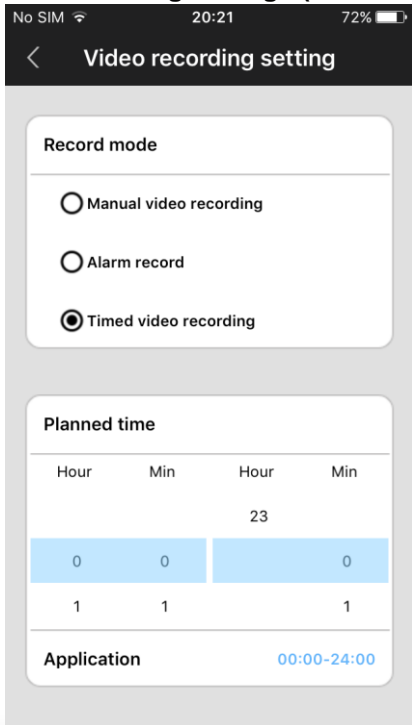 No SIM 20:21 72%
Video recording setting
Record mode
Manual video recording
Alarm record
Timed video recording
Planned time
Hour Min Hour Min
23
0 0 0
1 1 1
Application 00:00-24:00